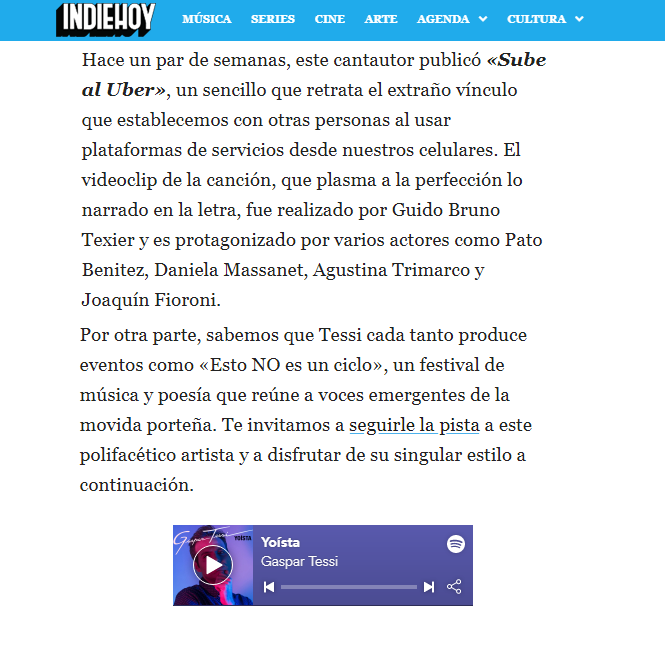 INDIEHOY
MÚSICA SERIES CINE ARTE AGENDA CULTURA
Hace un par de semanas, este cantautor publicó «Sube
al Uber», un sencillo que retrata el extraño vínculo
que establecemos con otras personas al usar
plataformas de servicios desde nuestros celulares. El
videoclip de la canción, que plasma a la perfección lo
narrado en la letra, fue realizado por Guido Bruno
Texier y es protagonizado por varios actores como Pato
Benitez, Daniela Massanet, Agustina Trimarco y
Joaquín Fioroni.
Por otra parte, sabemos que Tessi cada tanto produce
eventos como «Esto NO es un ciclo», un festival de
música y poesía que reúne a voces emergentes de la
movida porteña. Te invitamos a seguirle la pista a este
polifacético artista y a disfrutar de su singular estilo a
continuación.
Gaspar Tessi
YOÍSTA
Yoísta
Gaspar Tessi